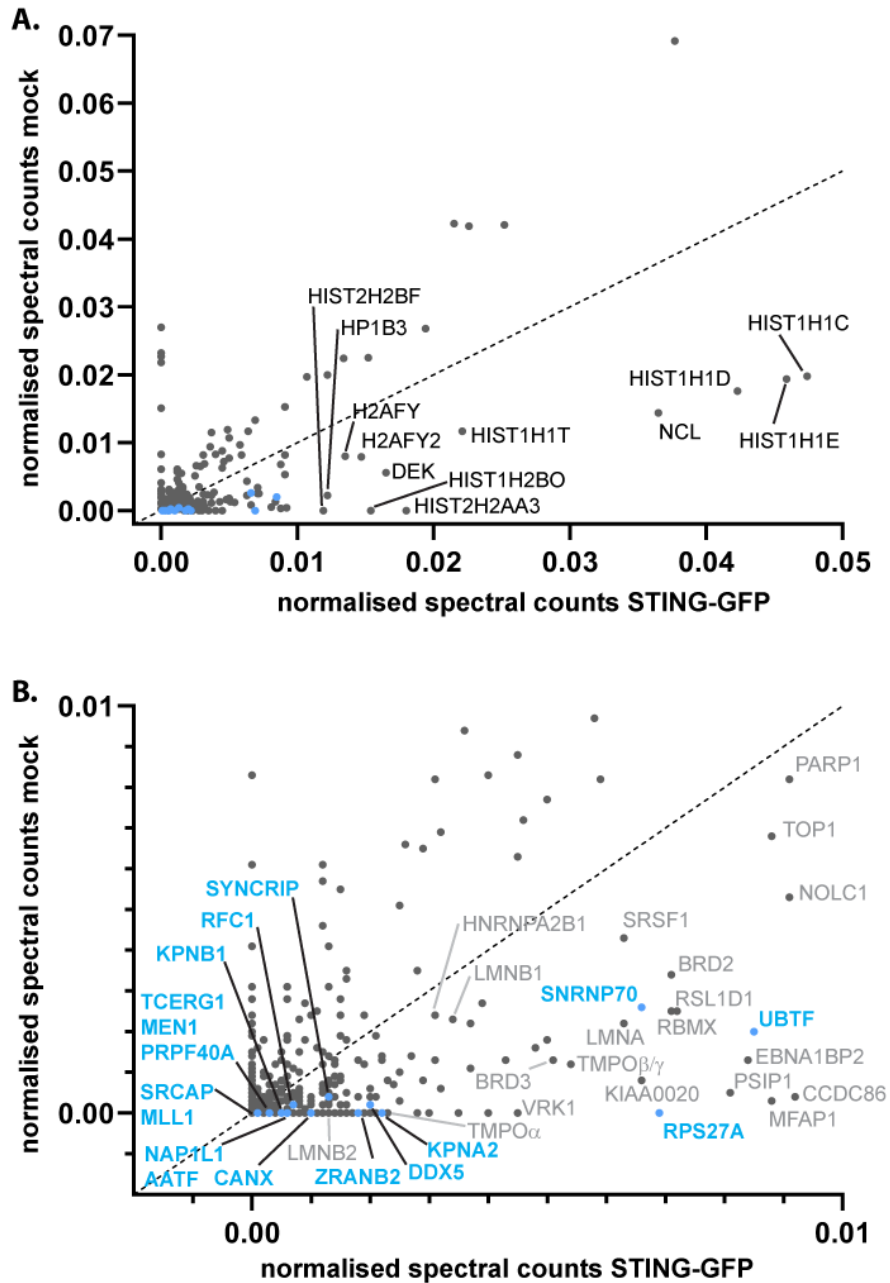 A.
normalised spectral counts mock
0.07
0.06
0.05
0.04
0.03
0.02
0.01
0.00
HIST2H2BF
HP1B3
H2AFY
H2AFY2
DEK
HIST1H1T
HIST1H2BO
HIST2H2AA3
HIST1H1C
HIST1H1D
NCL
HIST1H1E
0.00 0.01 0.02 0.03 0.04 0.05
normalised spectral counts STING-GFP
B.
normalised spectral counts mock
0.01
0.00
PARP1
TOP1
NOLC1
SYNCRIP
RFC1
KPNB1
TCERG1
MEN1
PRPF40A
SRCAP
MLL1
NAP1L1
AATF
CANX
LMNB2
ZRANB2
DDX5
KPNA2
TMPOα
HNRNPA2B1
LMNB1
SRSF1
BRD2
SNRNP70
RSL1D1
RBMX
UBTF
LMNA
BRD3
TMPOβ/γ
EBNA1BP2
KIAA0020
PSIP1
CCDC86
VRK1
MFAP1
RPS27A
0.00 0.01
normalised spectral counts STING-GFP